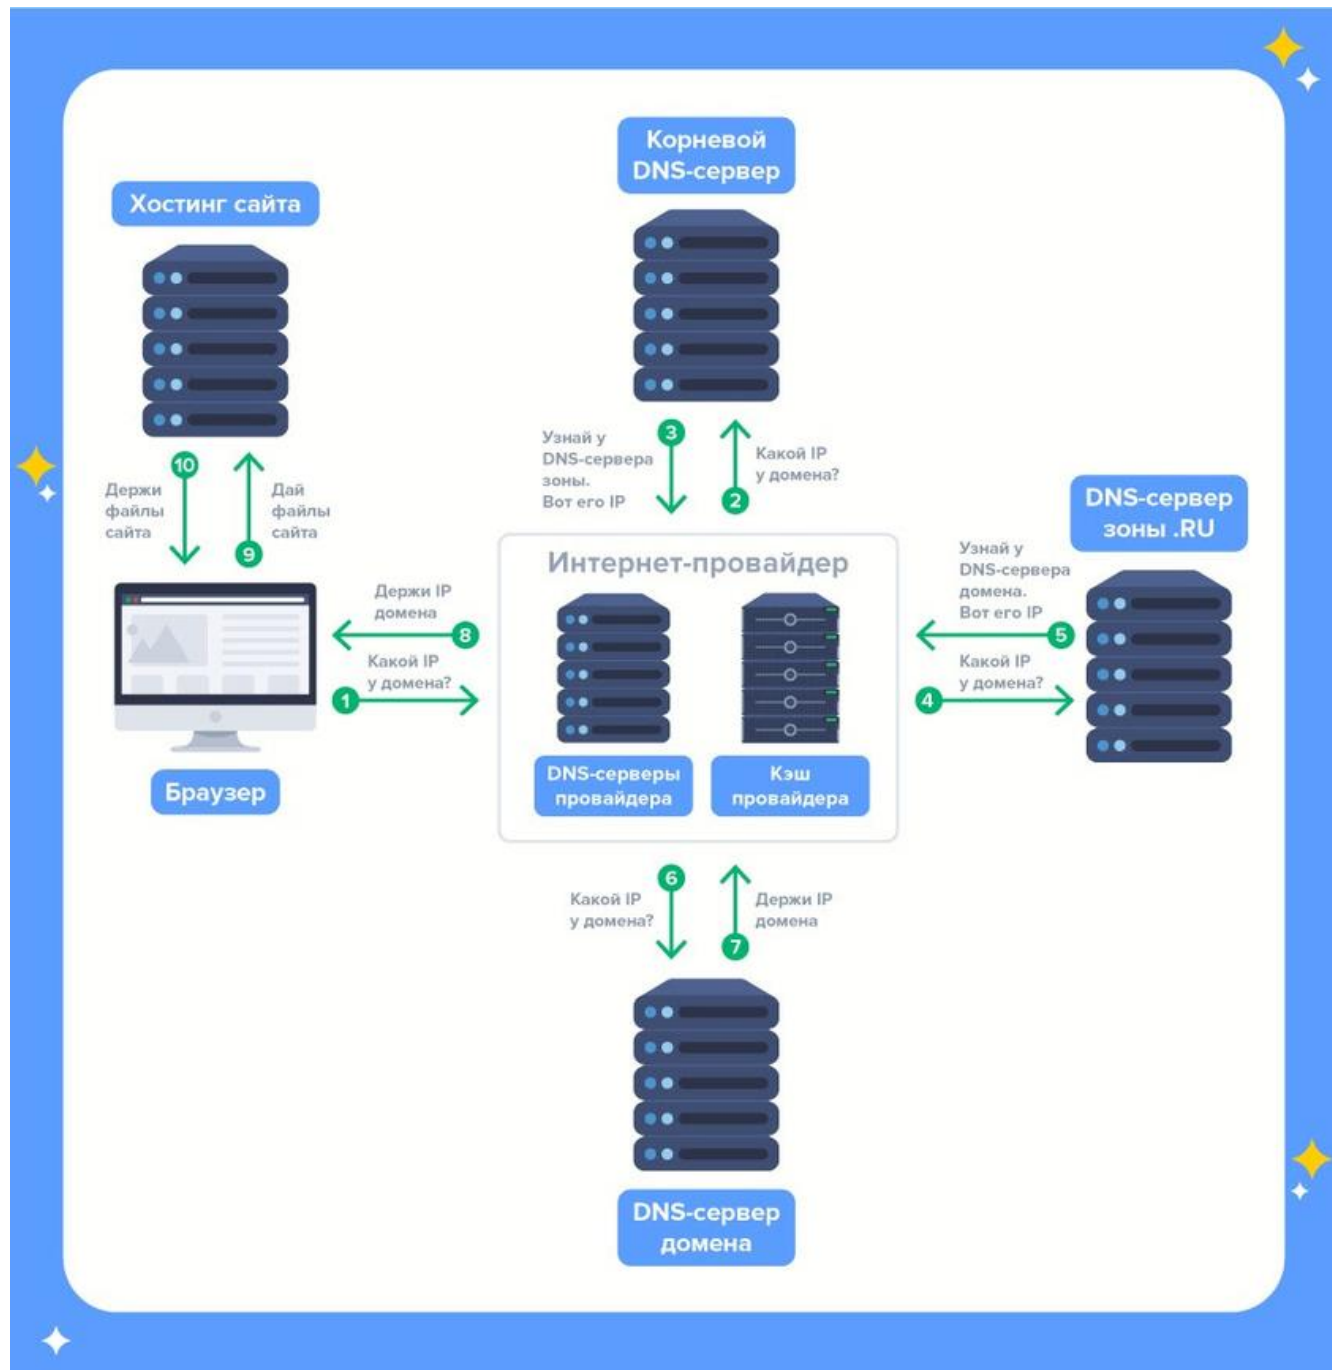 Корневой
DNS-сервер
Хостинг сайта
3
Узнай у
DNS-сервера
зоны.
Вот его IP
Какой IP
у домена?
2
10
Держи
файлы
сайта
Дай
файлы
сайта
9
DNS-сервер
зоны .RU
Интернет-провайдер
Узнай у
DNS-сервера
домена.
Вот его IP
5
Держи IP
домена
8
Какой IP
у домена?
1
Какой IP
у домена?
4
DNS-серверы
провайдера
Кэш
провайдера
Браузер
6
Какой IP
у домена?
Держи IP
домена
7
DNS-сервер
домена